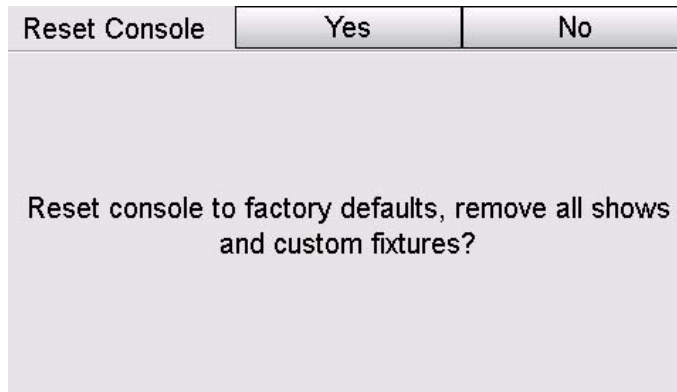 Reset Console Yes No
Reset console to factory defaults, remove all shows
and custom fixtures?